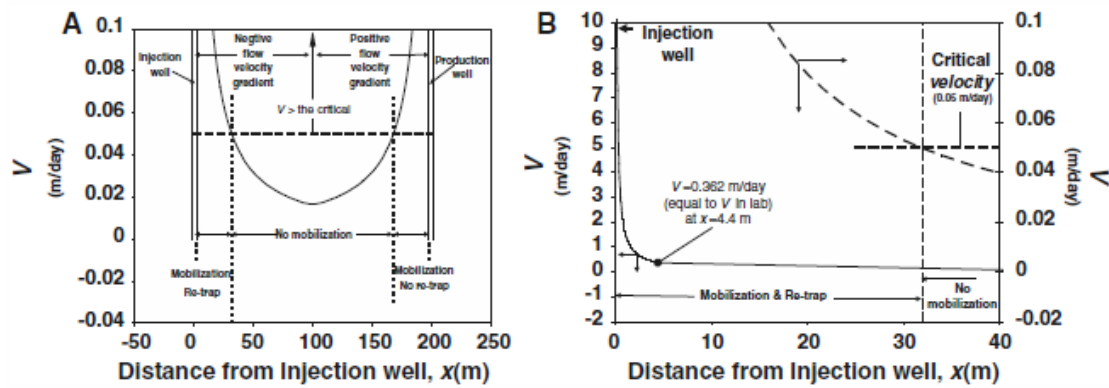 A
0.1
0.08
0.06
0.04
0.02
0
-0.02
-0.04
V
(m/day)
Injection
well
Negtive
flow
velocity
gradient
Positive
flow
velocity
gradient
Production
well
V > the critical
No mobilization
Mobilization
Re-trap
Mobilization
No re-trap
-50 0 50 100 150 200 250
Distance from Injection well, x(m)
B
10
9
8
7
6
5
4
3
2
1
0
-1
-2
V
(m/day)
Injection
well
Critical
velocity
(0.05 m/day)
V=0.362 m/day
(equal to V in lab)
at x=4.4 m
Mobilization & Re-trap
No
mobilization
0.1
0.08
0.06
0.04
0.02
0
-0.02
V
(m/day)
0 10 20 30 40
Distance from Injection well, x(m)